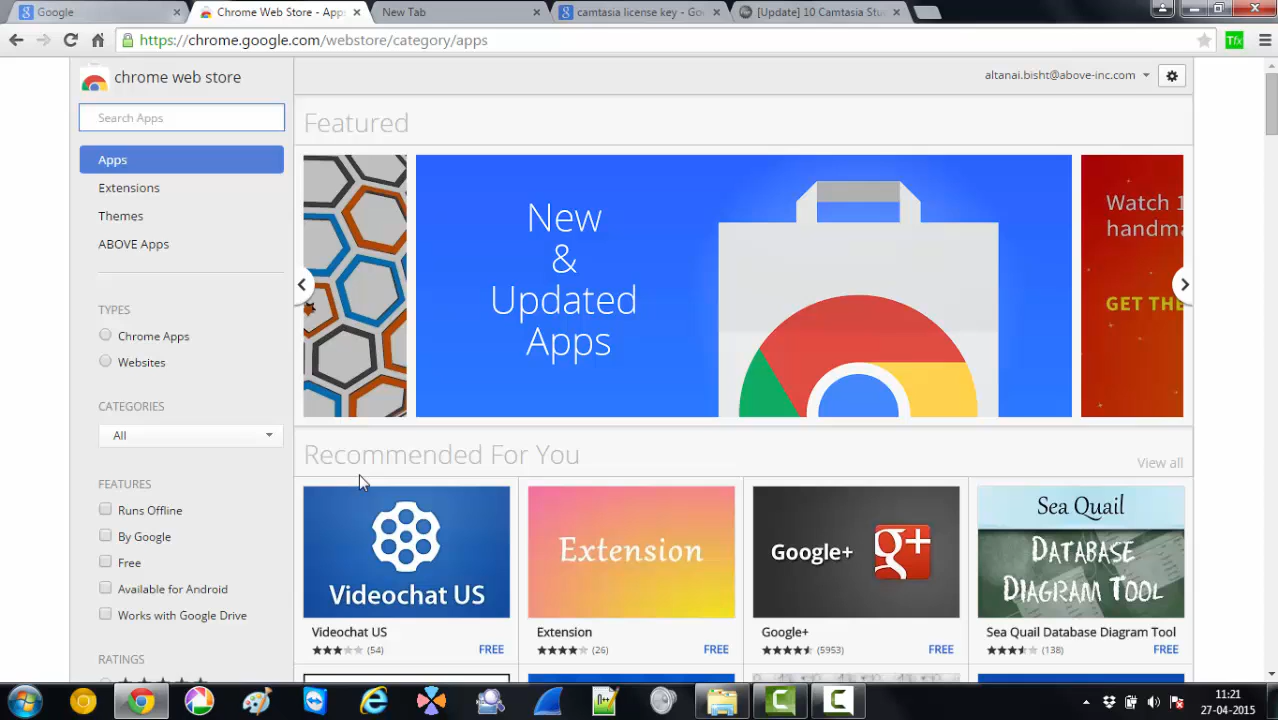 Google
Chrome Web Store - Apps
New Tab
camtasia license key - Go
[Update] 10 Camtasia Stu
https://chrome.google.com/webstore/category/apps
Tfx
chrome web store
altanai.bisht@above-inc.com
Search Apps
Featured
Apps
Extensions
Themes
ABOVE Apps
New
&
Updated
Apps
Watch 1
handma
GET THE
TYPES
Chrome Apps
Websites
CATEGORIES
All
Recommended For You
View all
FEATURES
Runs Offline
By Google
Free
Available for Android
Works with Google Drive
RATINGS
Videochat US
Extension
Google+
g+
Sea Quail
DATABASE
DIAGRAM TOOL
Videochat US
(54)
FREE
Extension
(26)
FREE
Google+
(5953)
FREE
Sea Quail Database Diagram Tool
(138)
FREE
11:21
27-04-2015